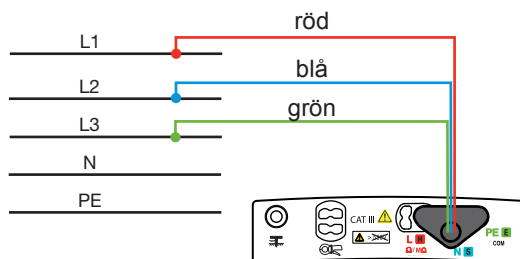 röd
L1
blå
L2
grön
L3
N
PE
CAT III
L H
Ω/MΩ
N S
PE E
COM